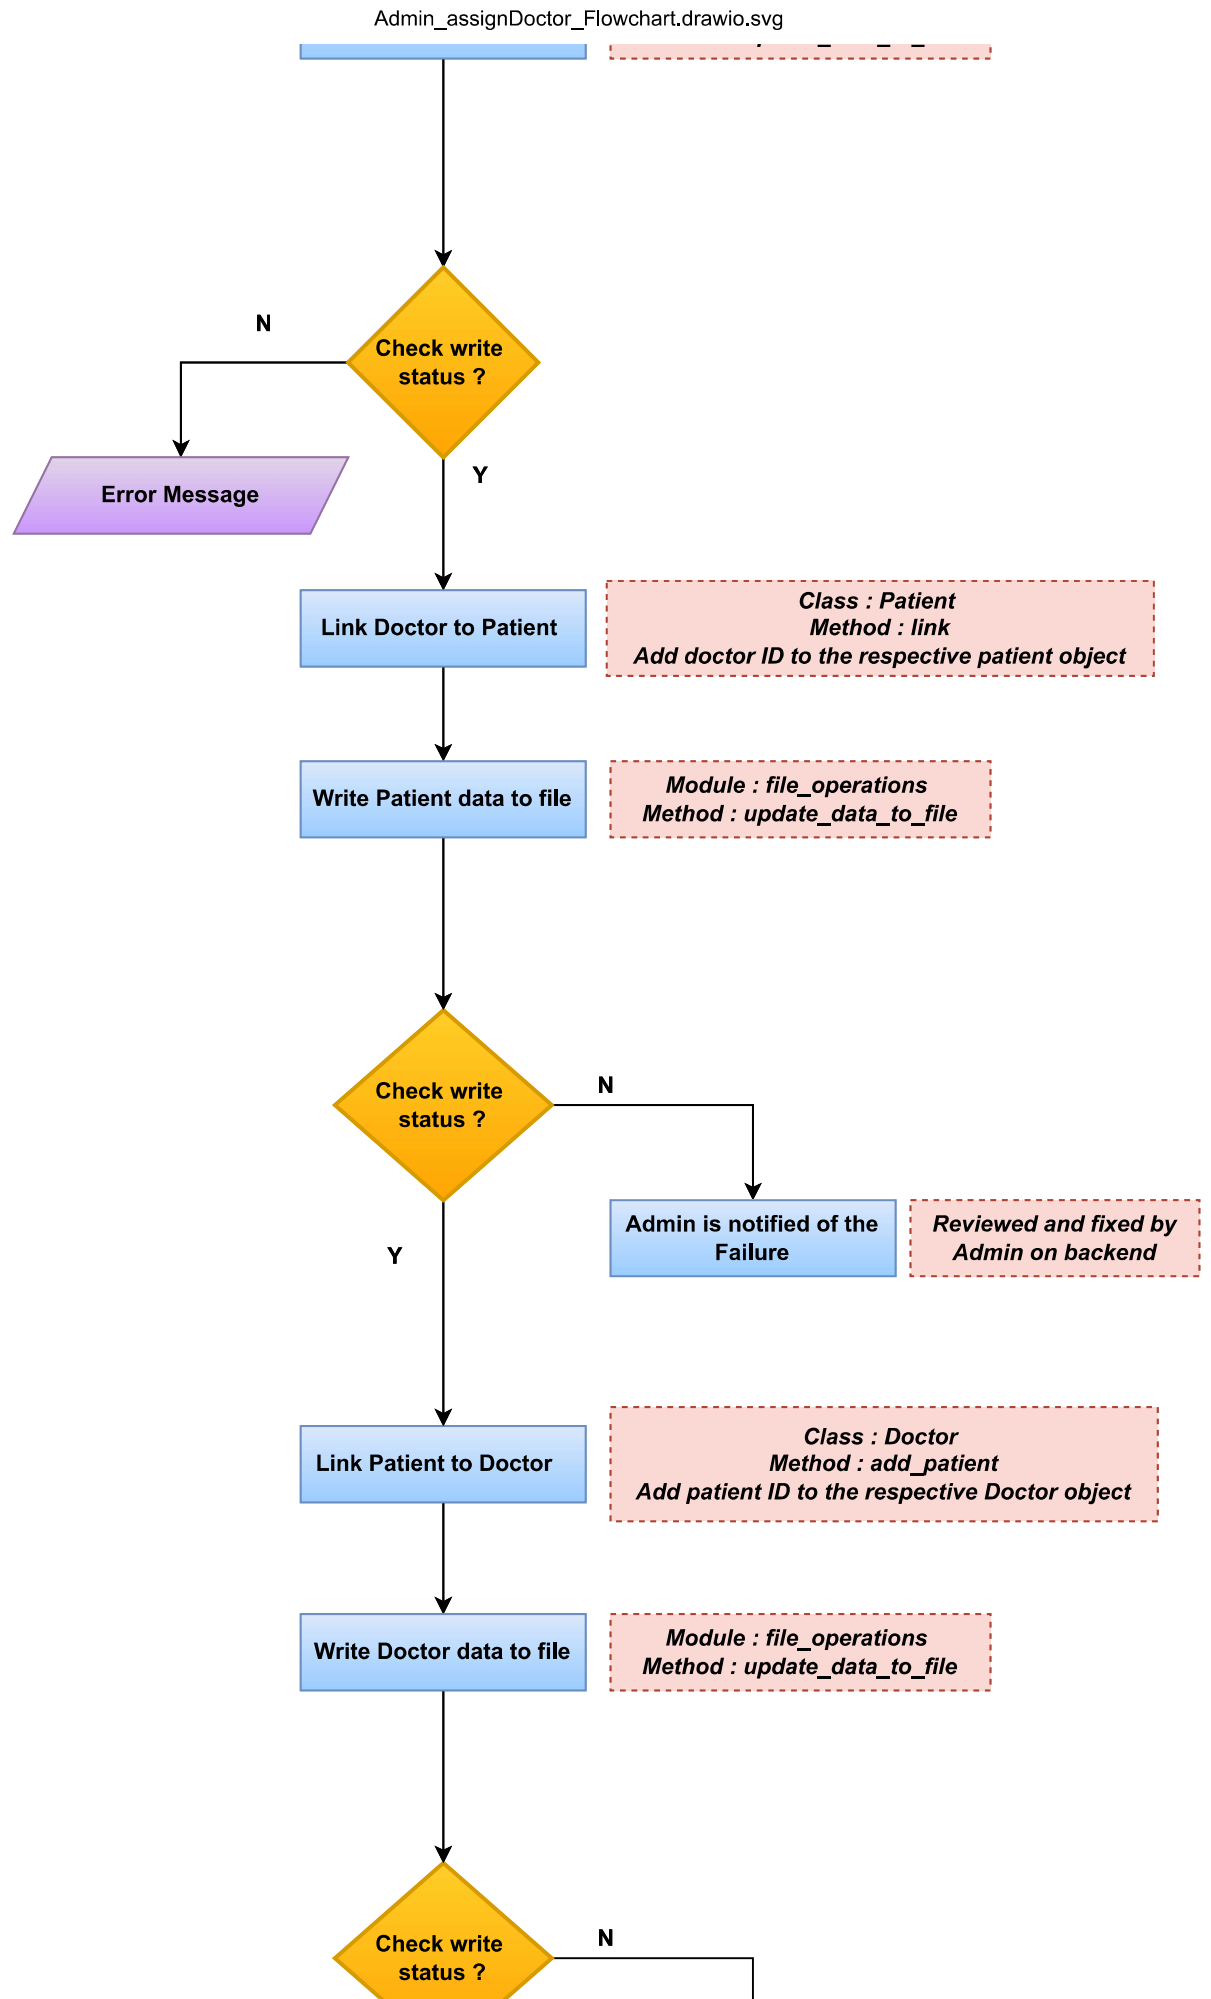 Admin_assignDoctor_Flowchart.drawio.svg
N
Check write
status ?
Y
Error Message
Link Doctor to Patient
Class : Patient
Method : link
Add doctor ID to the respective patient object
Write Patient data to file
Module : file_operations
Method : update_data_to_file
Check write
status ?
N
Y
Admin is notified of the
Failure
Reviewed and fixed by
Admin on backend
Link Patient to Doctor
Class : Doctor
Method : add_patient
Add patient ID to the respective Doctor object
Write Doctor data to file
Module : file_operations
Method : update_data_to_file
Check write
status ?
N